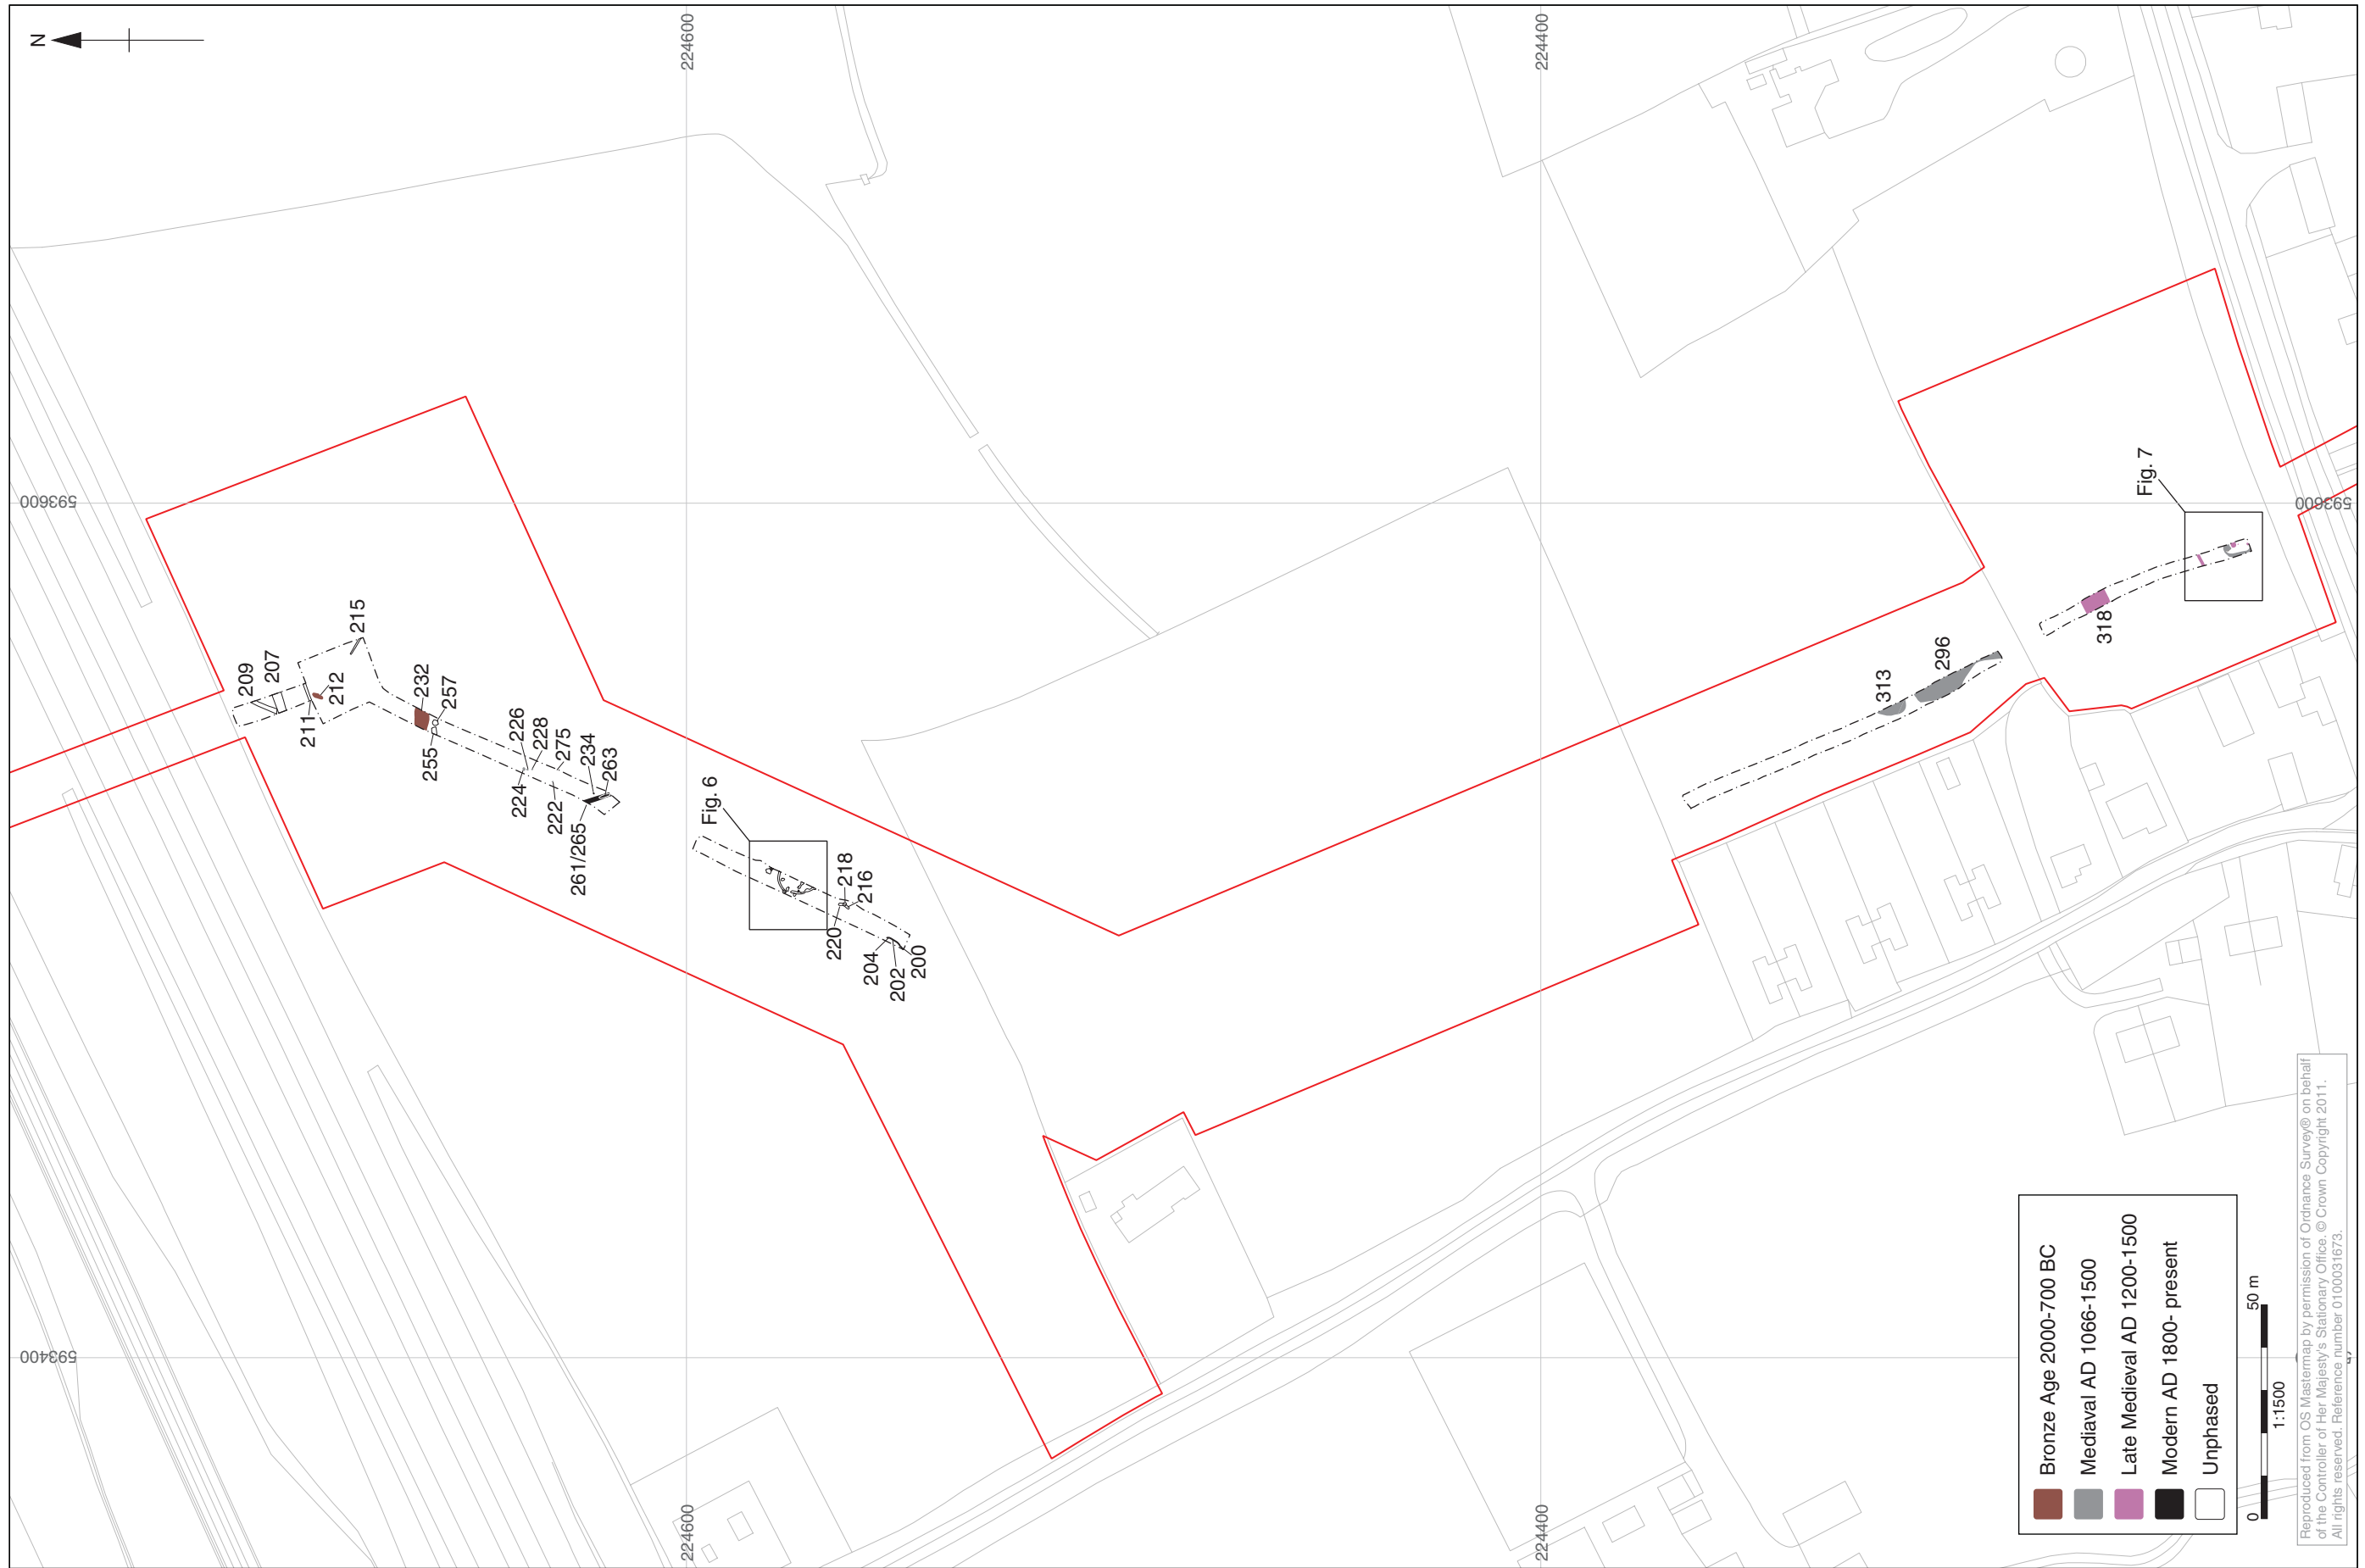 N
593600
593400
224600
224600
224400
224400
593600
209
207
211
212
215
232
257
255
226
228
224
275
222
234
263
261/265
Fig. 6
218
216
220
204
202
200
313
296
318
Fig. 7
Bronze Age 2000-700 BC
Mediaval AD 1066-1500
Late Medieval AD 1200-1500
Modern AD 1800- present
Unphased
0
50 m
1:1500
Reproduced from OS Mastermap by permission of Ordnance Survey® on behalf
of the Controller of Her Majesty's Stationary Office. © Crown Copyright 2011.
All rights reserved. Reference number 0100031673.